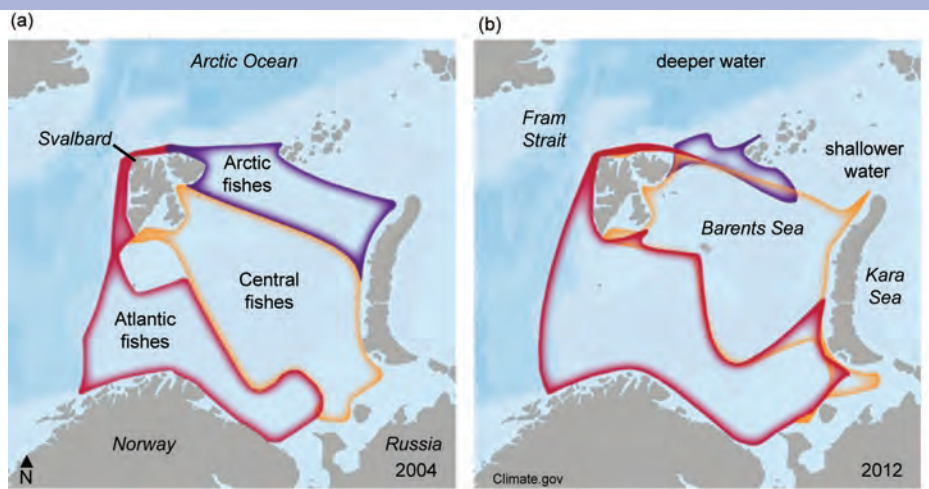 (a)
Arctic Ocean
Svalbard
Arctic
fishes
Central
fishes
Atlantic
fishes
Norway
Russia
2004
N
(b)
deeper water
Fram
Strait
shallower
water
Barents Sea
Kara
Sea
Climate.gov
2012